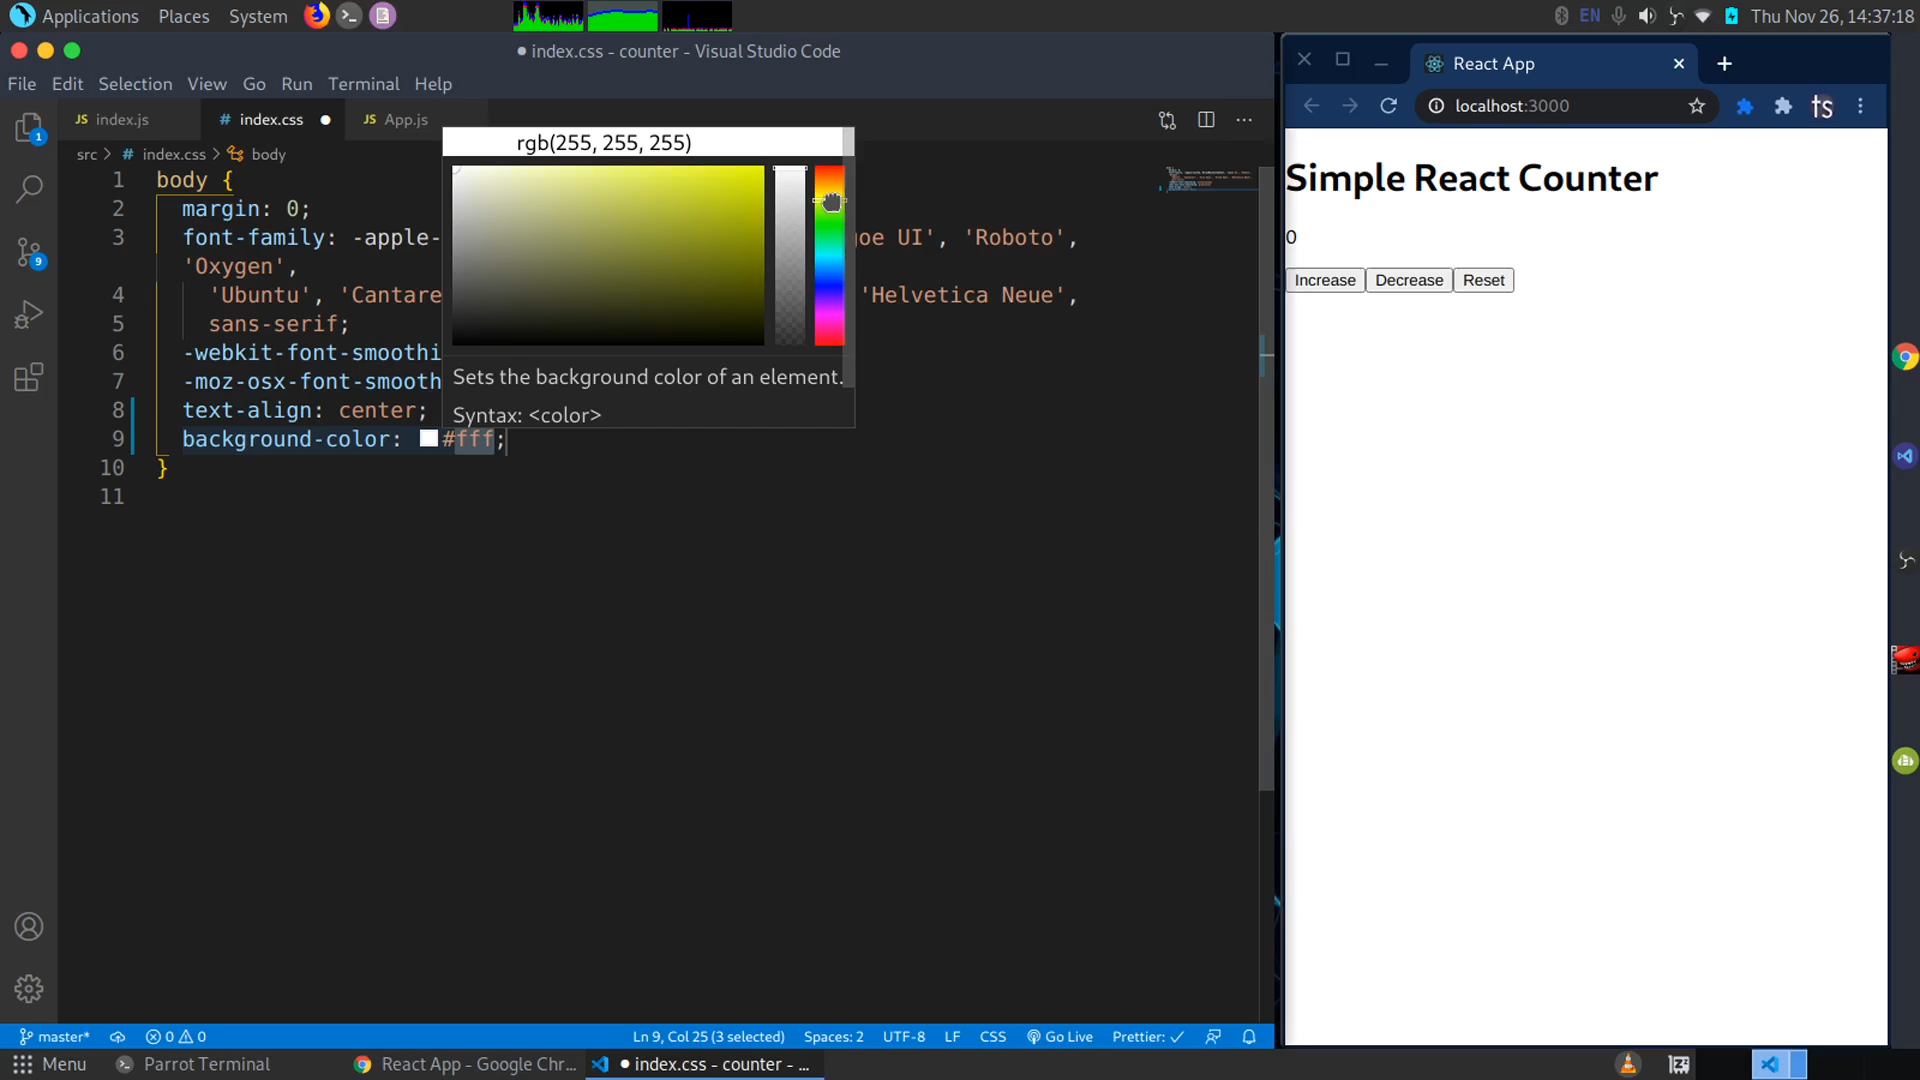 Applications Places System
EN Thu Nov 26, 14:37:18
● index.css - counter - Visual Studio Code
File Edit Selection View Go Run Terminal Help
JS index.js # index.css ● JS App.js
src > # index.css > body
1 body {
2 margin: 0;
3 font-family: -apple- goe UI', 'Roboto',
'Oxygen',
4 'Ubuntu', 'Cantare 'Helvetica Neue',
5 sans-serif;
6 -webkit-font-smoothi
7 -moz-osx-font-smooth
8 text-align: center;
9 background-color: #fff;
10 }
11
rgb(255, 255, 255)
Sets the background color of an element.
Syntax: <color>
1
9
master* 0 0 Ln 9, Col 25 (3 selected) Spaces: 2 UTF-8 LF CSS Go Live Prettier: ✓
React App
localhost:3000
ts
Simple React Counter
0
Increase Decrease Reset
Menu Parrot Terminal React App - Google Chr... ● index.css - counter - ...